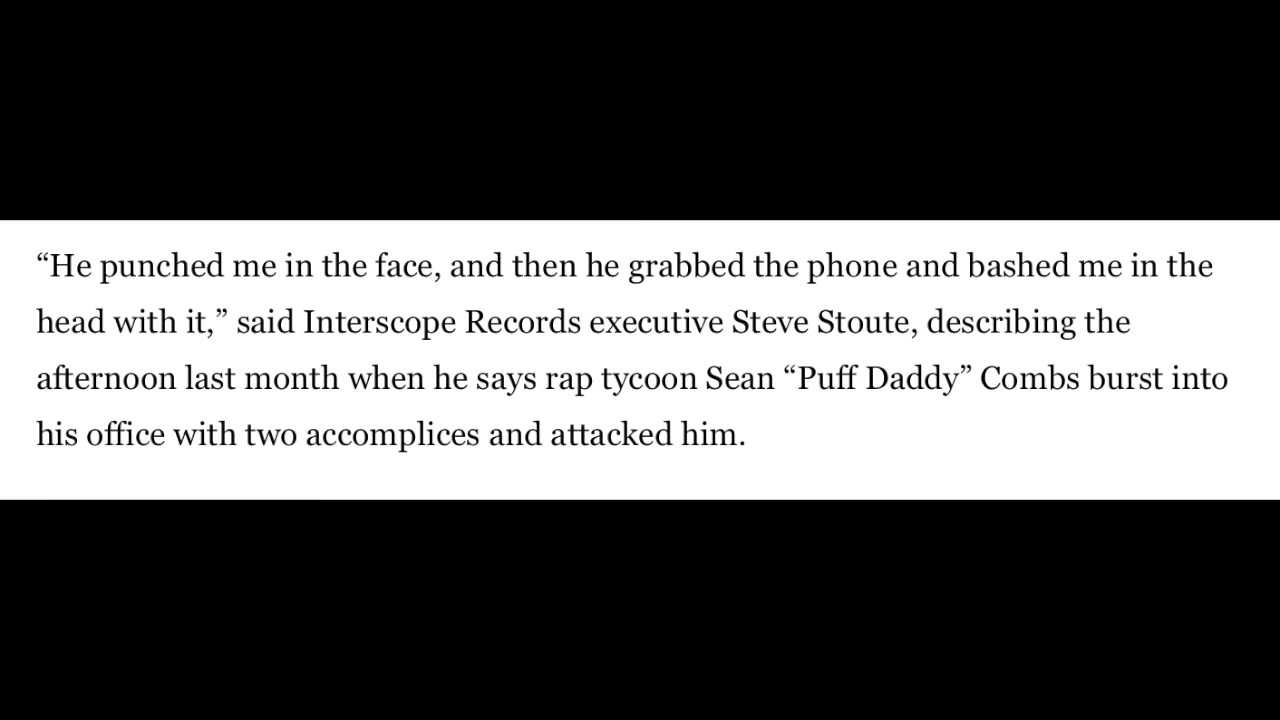 “He punched me in the face, and then he grabbed the phone and bashed me in the
head with it,” said Interscope Records executive Steve Stoute, describing the
afternoon last month when he says rap tycoon Sean “Puff Daddy” Combs burst into
his office with two accomplices and attacked him.